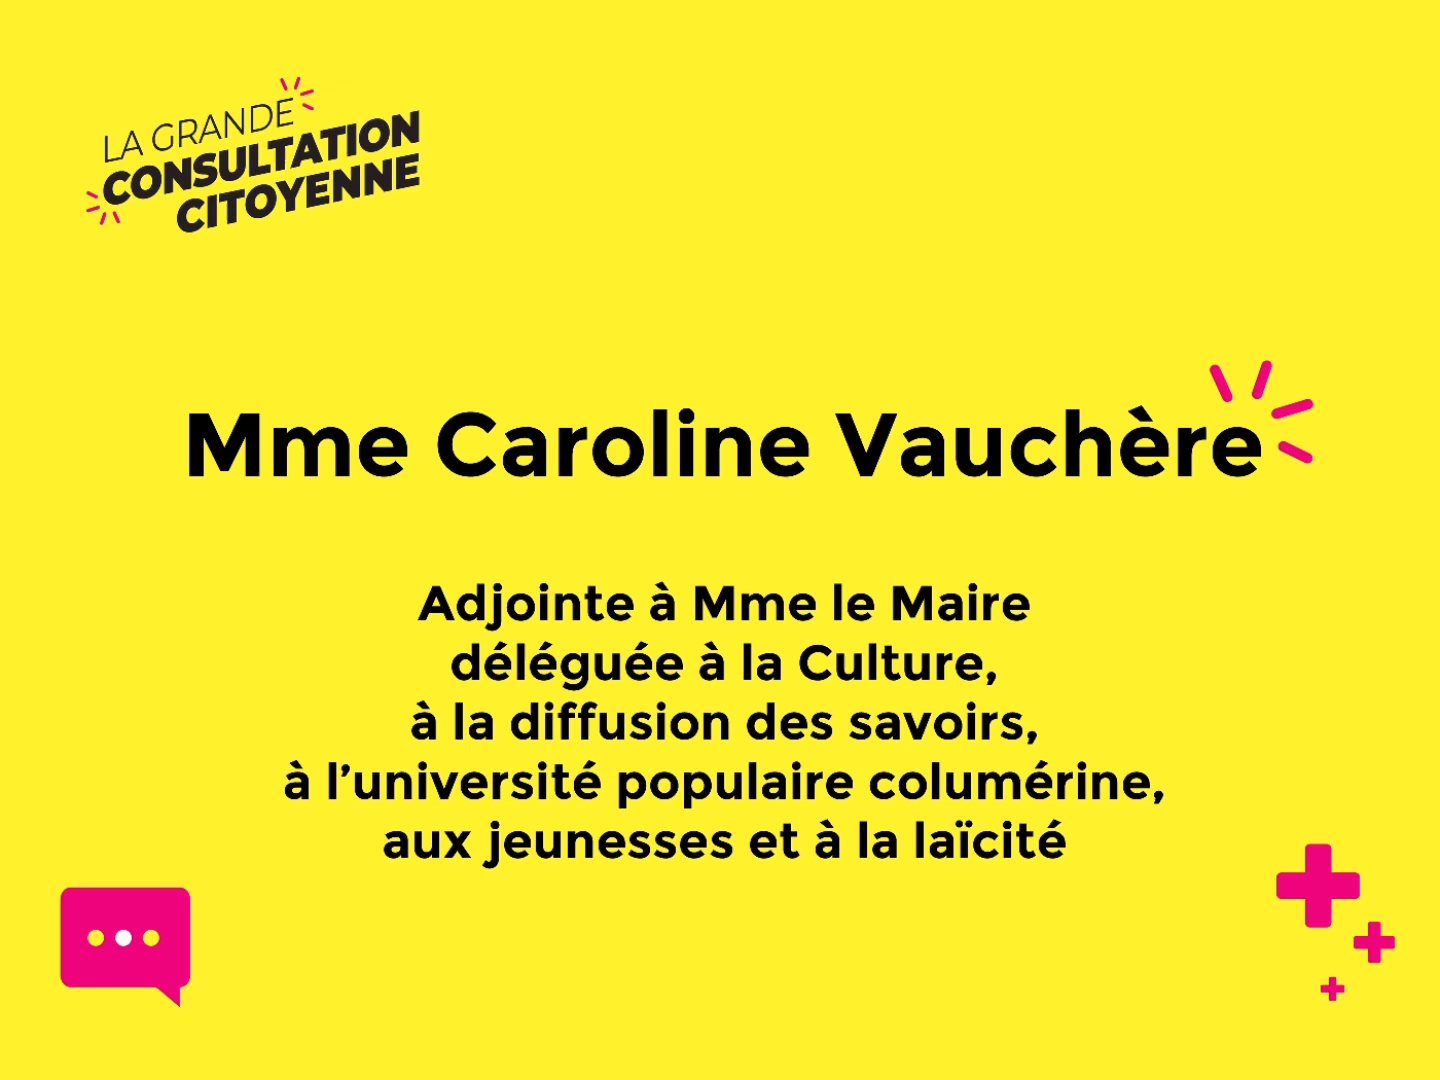 LA GRANDE
CONSULTATION
CITOYENNE
Mme Caroline Vauchère
Adjointe à Mme le Maire
déléguée à la Culture,
à la diffusion des savoirs,
à l’université populaire columérine,
aux jeunesses et à la laïcité